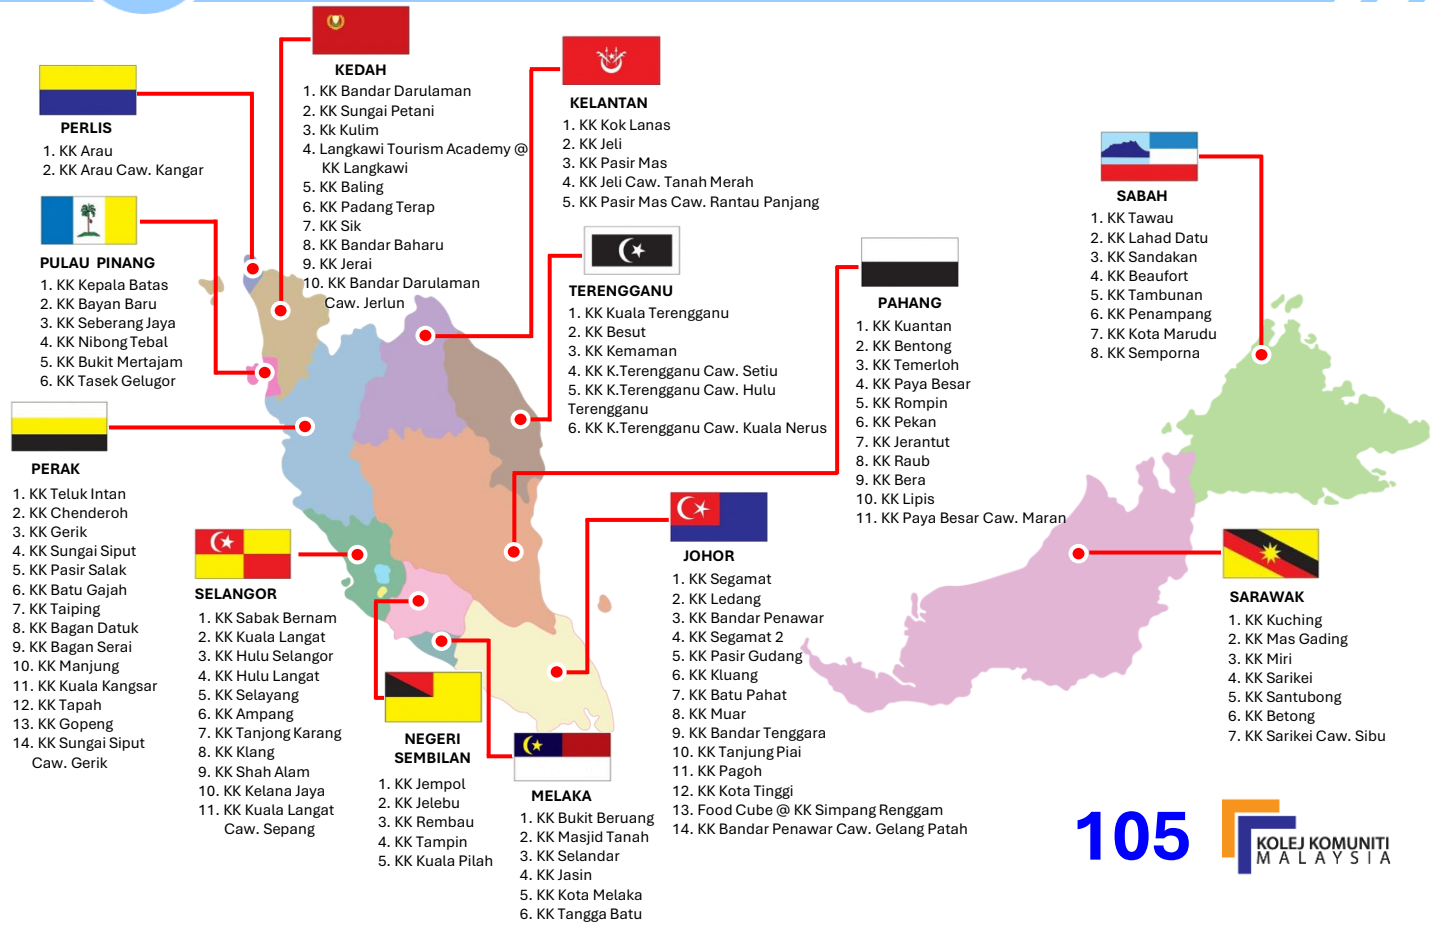 KEDAH
1. KK Bandar Darulaman
2. KK Sungai Petani
3. Kk Kulim
4. Langkawi Tourism Academy @
KK Langkawi
5. KK Baling
6. KK Padang Terap
7. KK Sik
8. KK Bandar Baharu
9. KK Jerai
10. KK Bandar Darulaman
Caw. Jerlun
KELANTAN
1. KK Kok Lanas
2. KK Jeli
3. KK Pasir Mas
4. KK Jeli Caw. Tanah Merah
5. KK Pasir Mas Caw. Rantau Panjang
PERLIS
1. KK Arau
2. KK Arau Caw. Kangar
PULAU PINANG
1. KK Kepala Batas
2. KK Bayan Baru
3. KK Seberang Jaya
4. KK Nibong Tebal
5. KK Bukit Mertajam
6. KK Tasek Gelugor
TERENGGANU
1. KK Kuala Terengganu
2. KK Besut
3. KK Kemaman
4. KK K.Terengganu Caw. Setiu
5. KK K.Terengganu Caw. Hulu
Terengganu
6. KK K.Terengganu Caw. Kuala Nerus
PAHANG
1. KK Kuantan
2. KK Bentong
3. KK Temerloh
4. KK Paya Besar
5. KK Rompin
6. KK Pekan
7. KK Jerantut
8. KK Raub
9. KK Bera
10. KK Lipis
11. KK Paya Besar Caw. Maran
SABAH
1. KK Tawau
2. KK Lahad Datu
3. KK Sandakan
4. KK Beaufort
5. KK Tambunan
6. KK Penampang
7. KK Kota Marudu
8. KK Semporna
PERAK
1. KK Teluk Intan
2. KK Chenderoh
3. KK Gerik
4. KK Sungai Siput
5. KK Pasir Salak
6. KK Batu Gajah
7. KK Taiping
8. KK Bagan Datuk
9. KK Bagan Serai
10. KK Manjung
11. KK Kuala Kangsar
12. KK Tapah
13. KK Gopeng
14. KK Sungai Siput
Caw. Gerik
SELANGOR
1. KK Sabak Bernam
2. KK Kuala Langat
3. KK Hulu Selangor
4. KK Hulu Langat
5. KK Selayang
6. KK Ampang
7. KK Tanjong Karang
8. KK Klang
9. KK Shah Alam
10. KK Kelana Jaya
11. KK Kuala Langat
Caw. Sepang
NEGERI
SEMBILAN
1. KK Jempol
2. KK Jelebu
3. KK Rembau
4. KK Tampin
5. KK Kuala Pilah
MELAKA
1. KK Bukit Beruang
2. KK Masjid Tanah
3. KK Selandar
4. KK Jasin
5. KK Kota Melaka
6. KK Tangga Batu
JOHOR
1. KK Segamat
2. KK Ledang
3. KK Bandar Penawar
4. KK Segamat 2
5. KK Pasir Gudang
6. KK Kluang
7. KK Batu Pahat
8. KK Muar
9. KK Bandar Tenggara
10. KK Tanjung Piai
11. KK Pagoh
12. KK Kota Tinggi
13. Food Cube @ KK Simpang Renggam
14. KK Bandar Penawar Caw. Gelang Patah
SARAWAK
1. KK Kuching
2. KK Mas Gading
3. KK Miri
4. KK Sarikei
5. KK Santubong
6. KK Betong
7. KK Sarikei Caw. Sibu
105
KOLEJ KOMUNITI
MALAYSIA